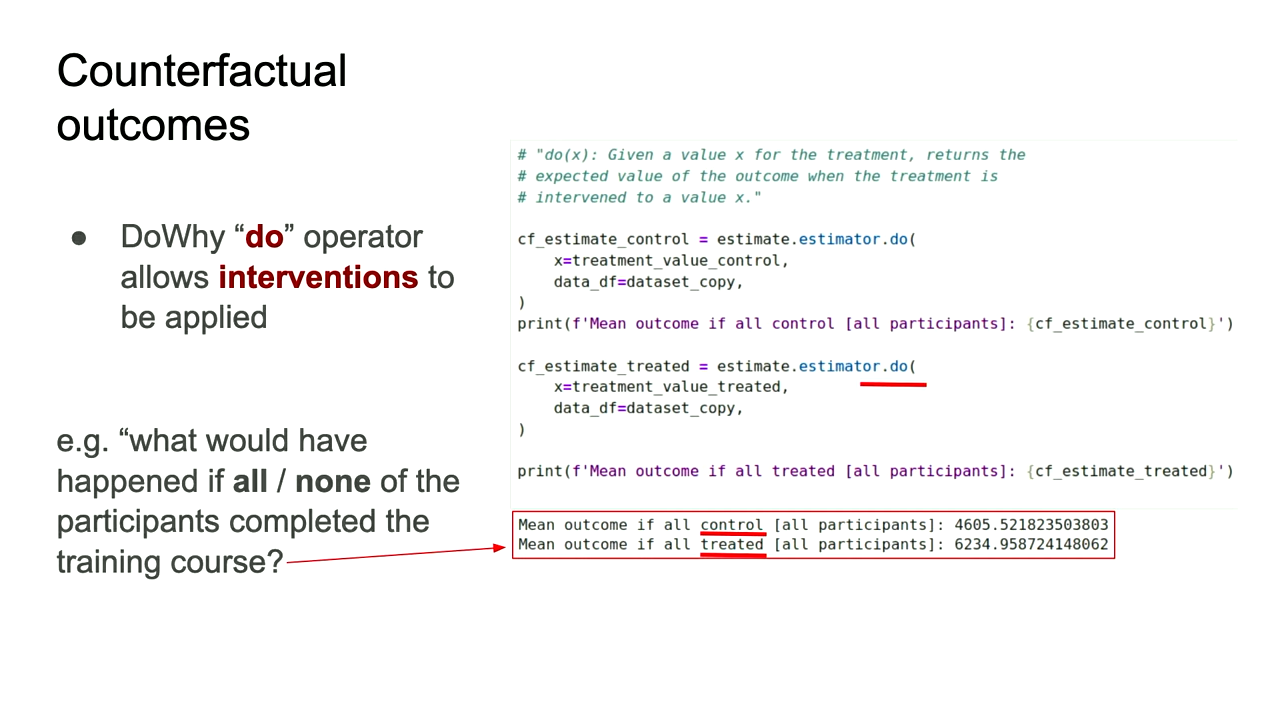 Counterfactual
outcomes
● DoWhy “do” operator
allows interventions to
be applied
e.g. “what would have
happened if all / none of the
participants completed the
training course?
# "do(x): Given a value x for the treatment, returns the
# expected value of the outcome when the treatment is
# intervened to a value x."
cf_estimate_control = estimate.estimator.do(
    x=treatment_value_control,
    data_df=dataset_copy,
)
print(f'Mean outcome if all control [all participants]: {cf_estimate_control}')
cf_estimate_treated = estimate.estimator.do(
    x=treatment_value_treated,
    data_df=dataset_copy,
)
print(f'Mean outcome if all treated [all participants]: {cf_estimate_treated}')
Mean outcome if all control [all participants]: 4605.521823503803
Mean outcome if all treated [all participants]: 6234.958724148062